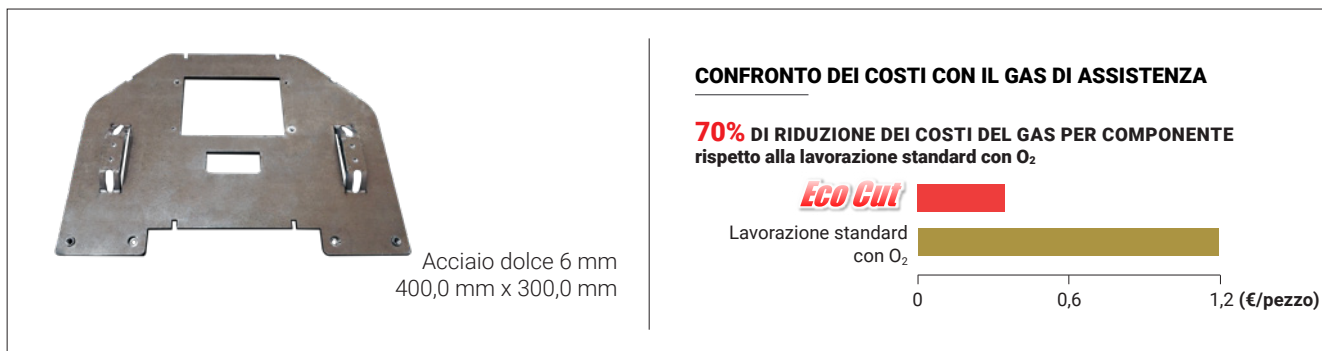 Acciaio dolce 6 mm
400,0 mm x 300,0 mm
CONFRONTO DEI COSTI CON IL GAS DI ASSISTENZA
70% DI RIDUZIONE DEI COSTI DEL GAS PER COMPONENTE
rispetto alla lavorazione standard con O₂
Eco Cut
Lavorazione standard
con O₂
0 0,6 1,2 (€/pezzo)